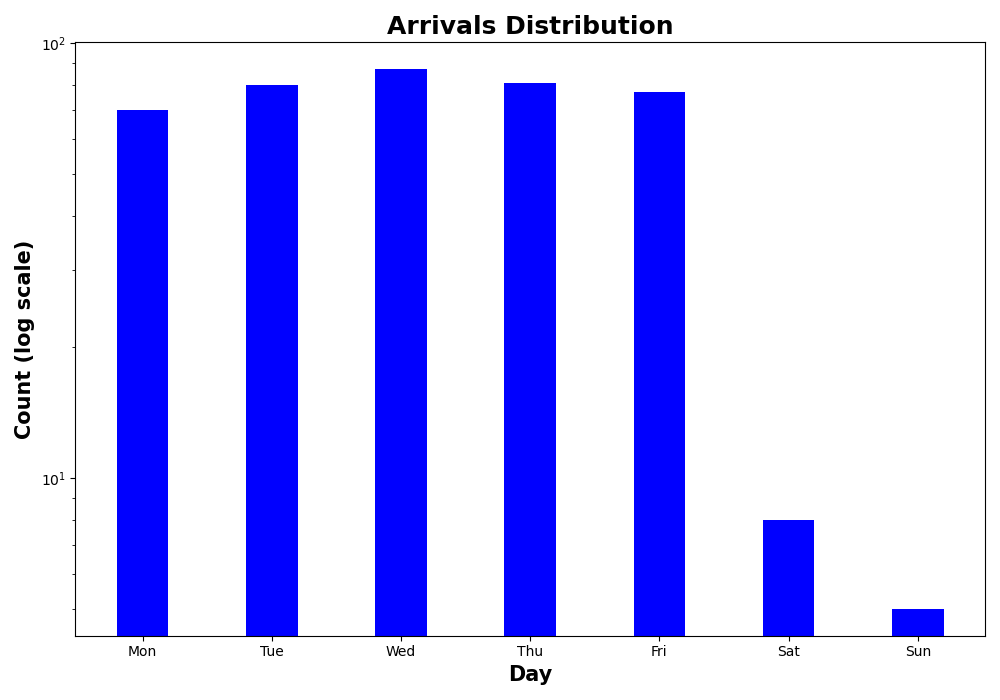 Arrivals Distribution
10²
10¹
Count (log scale)
Mon Tue Wed Thu Fri Sat Sun
Day